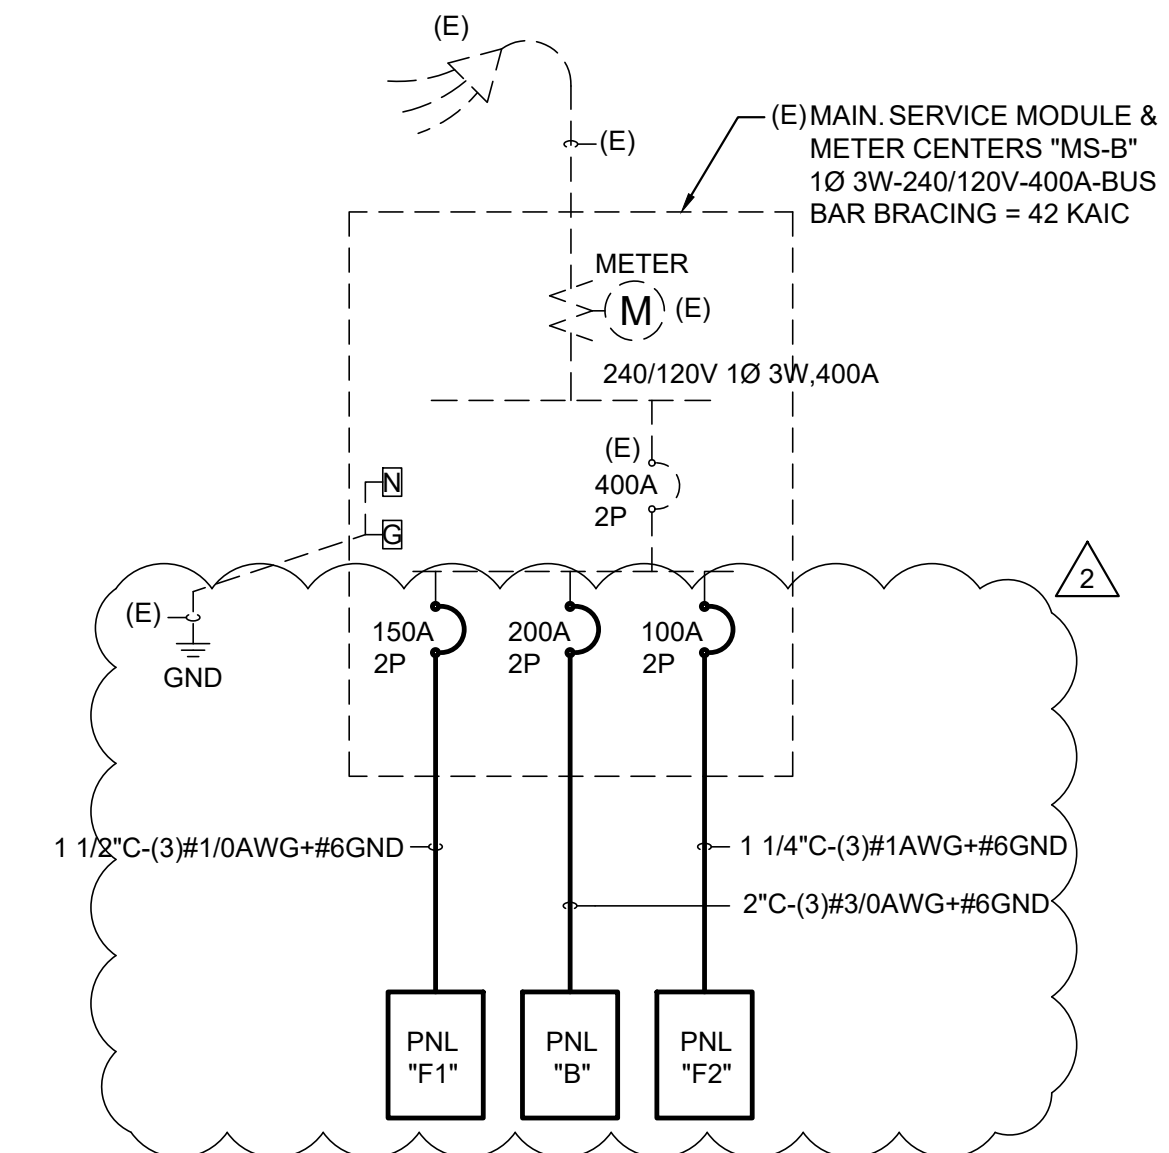 (E)
(E)
(E) MAIN. SERVICE MODULE &
METER CENTERS "MS-B"
1Ø 3W-240/120V-400A-BUS
BAR BRACING = 42 KAIC
METER
M
(E)
240/120V 1Ø 3W,400A
(E)
400A
2P
N
G
2
(E)
GND
150A
2P
200A
2P
100A
2P
1 1/2"C-(3)#1/0AWG+#6GND
1 1/4"C-(3)#1AWG+#6GND
2"C-(3)#3/0AWG+#6GND
PNL
"F1"
PNL
"B"
PNL
"F2"